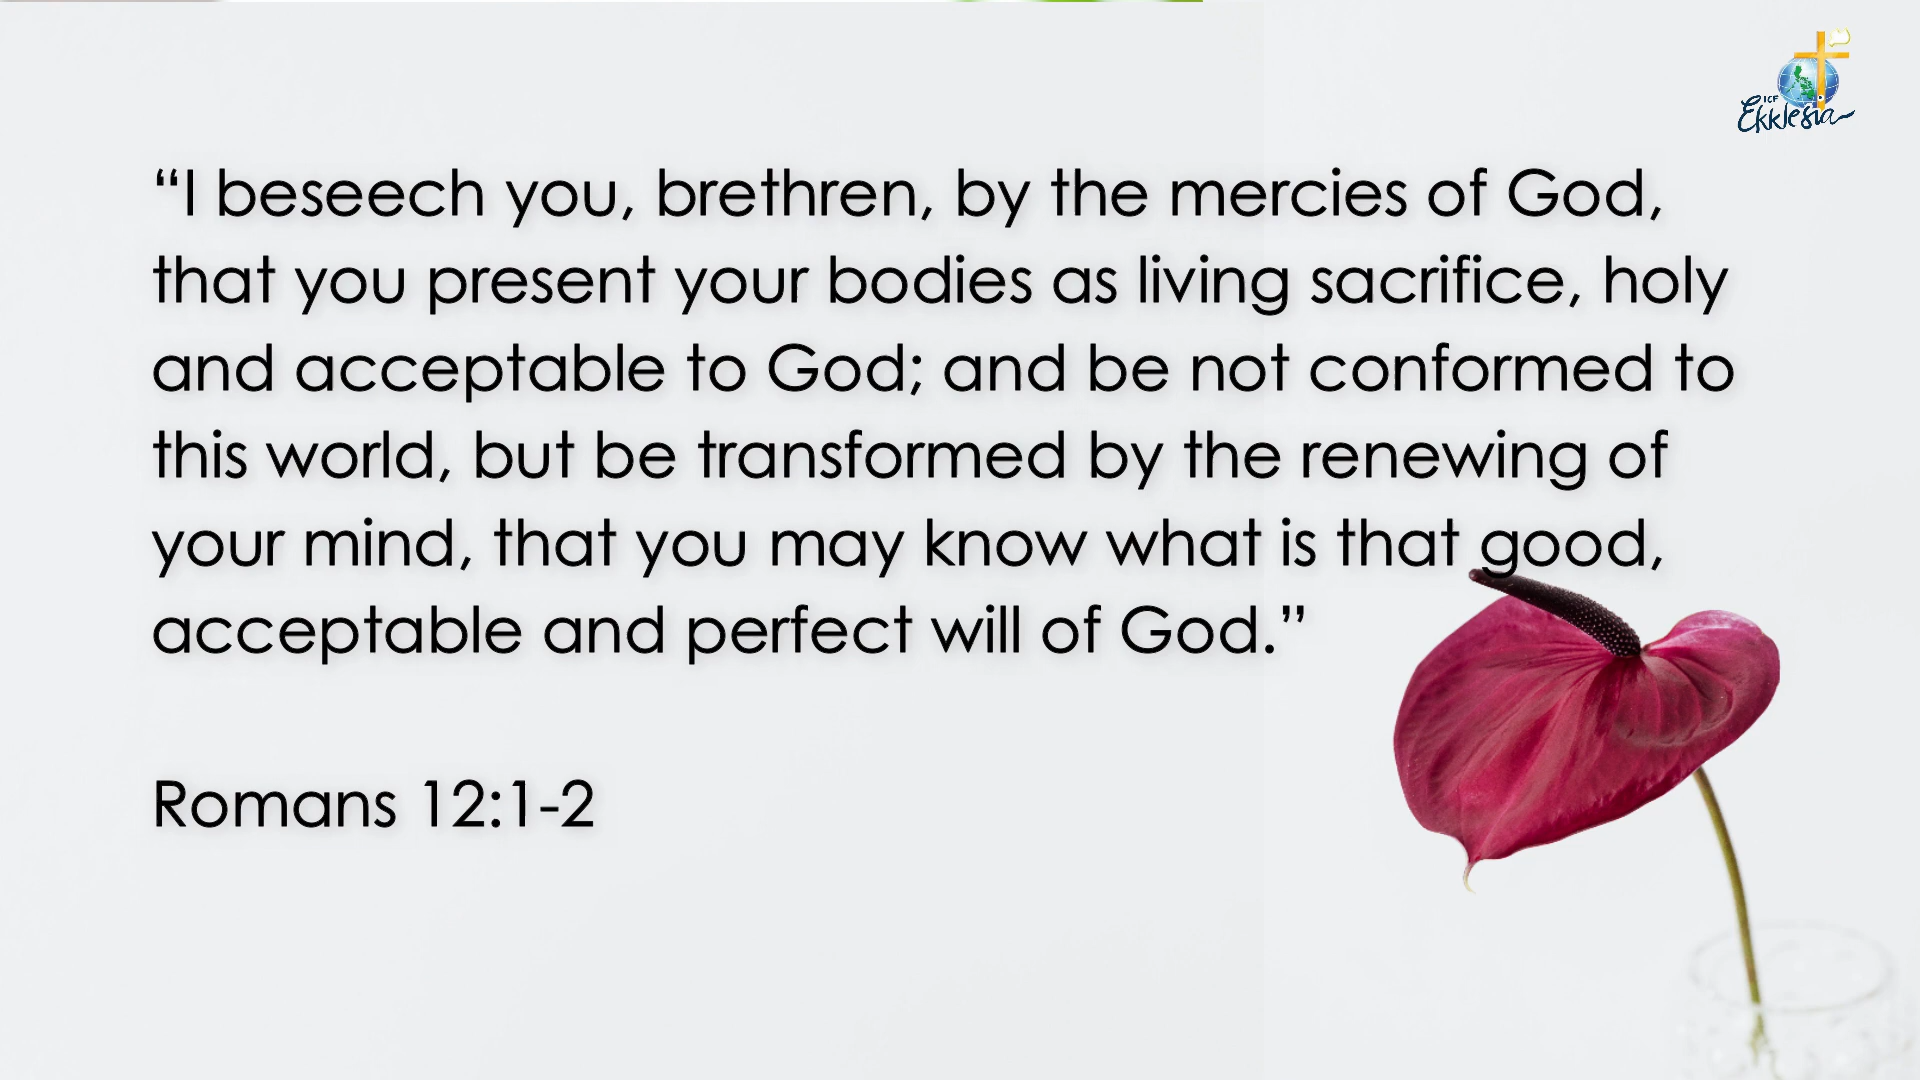 ICF
Ekklesia
“I beseech you, brethren, by the mercies of God,
that you present your bodies as living sacrifice, holy
and acceptable to God; and be not conformed to
this world, but be transformed by the renewing of
your mind, that you may know what is that good,
acceptable and perfect will of God.”
Romans 12:1-2